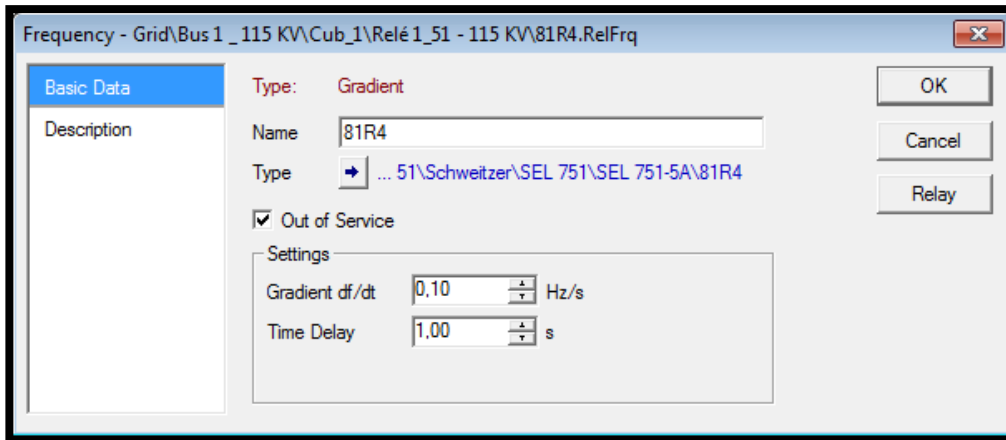 Frequency - Grid\Bus 1 _ 115 KV\Cub_1\Relé 1_51 - 115 KV\81R4.RelFrq
Basic Data
Description
Type: Gradient
Name 81R4
Type ... 51\Schweitzer\SEL 751\SEL 751-5A\81R4
Out of Service
Settings
Gradient df/dt 0,10 Hz/s
Time Delay 1,00 s
OK
Cancel
Relay